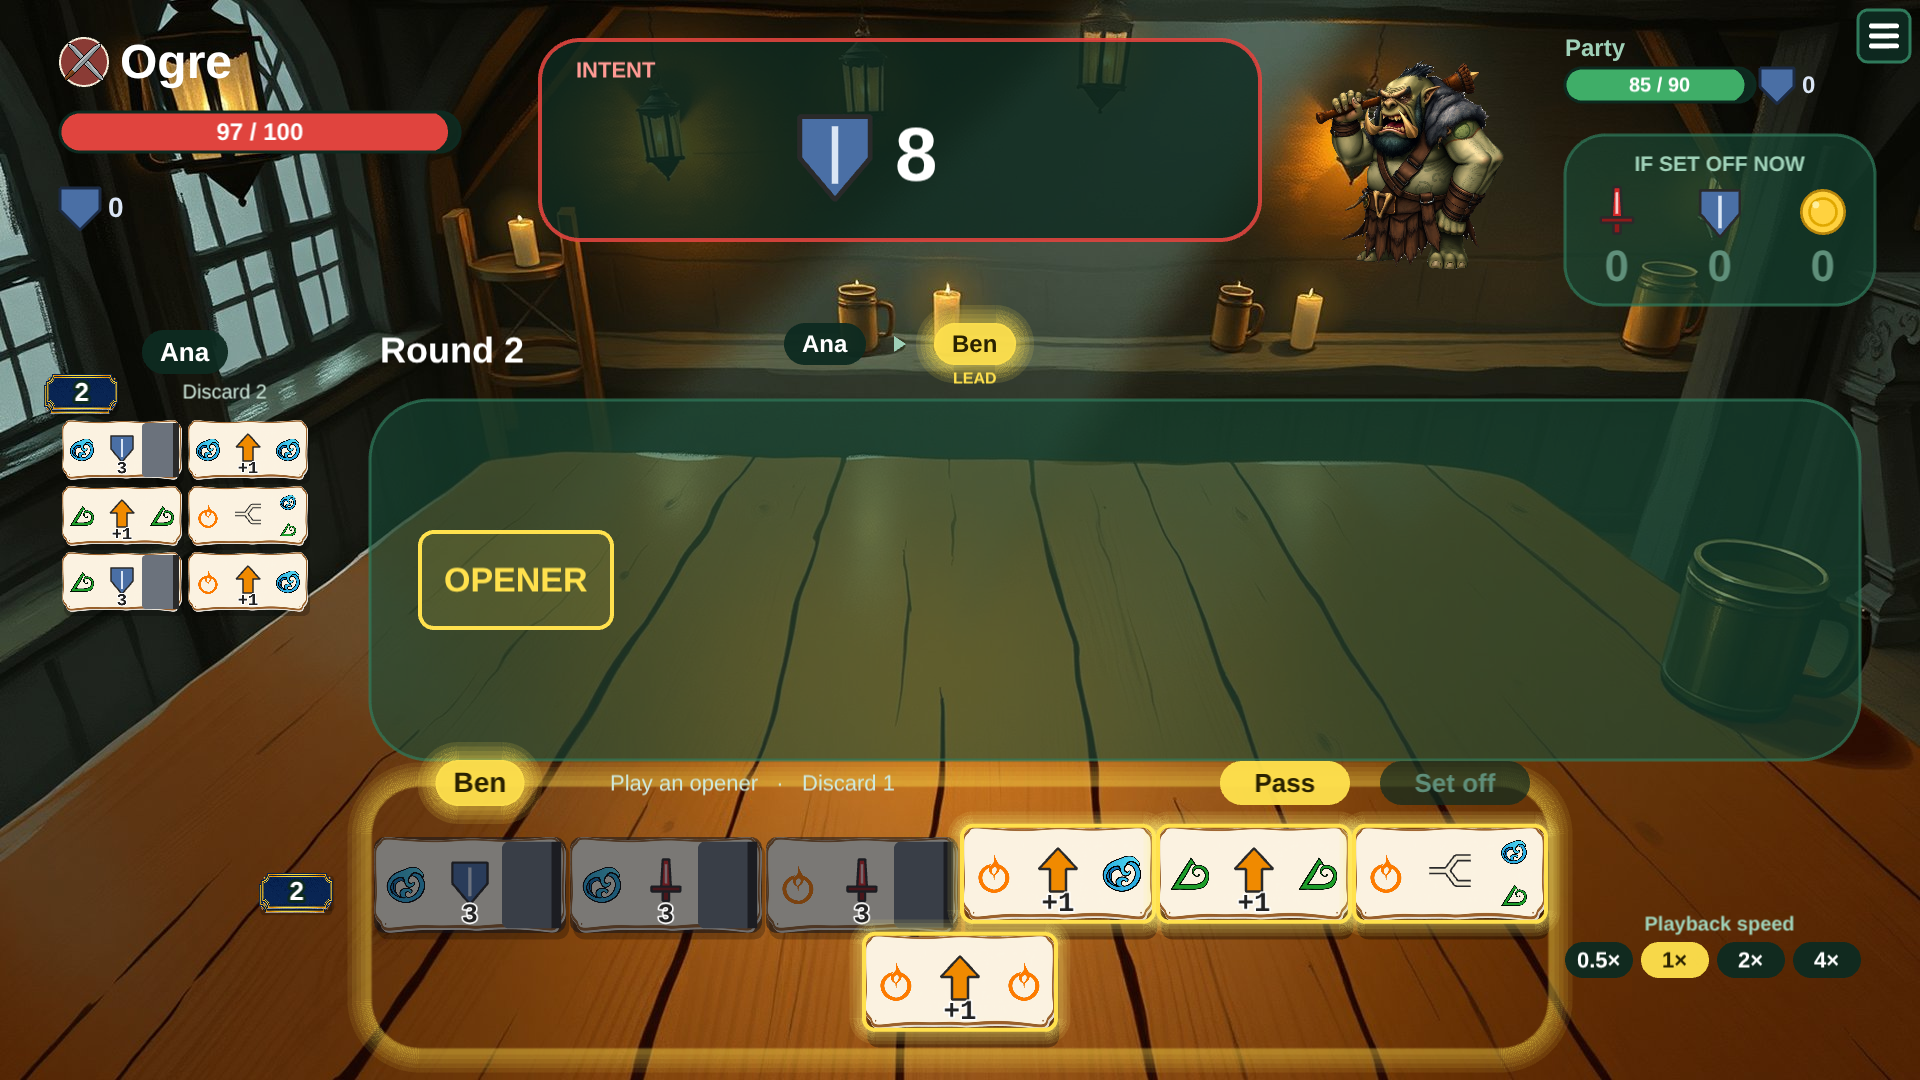 Ogre
97 / 100
0
INTENT
8
Party
85 / 90
0
IF SET OFF NOW
0 0 0
Round 2
Ana
Ben
LEAD
Ana
2
Discard 2
3
+1
+1
3
+1
OPENER
Ben
Play an opener · Discard 1
Pass
Set off
2
3
3
3
+1
+1
+1
Playback speed
0.5×
1×
2×
4×